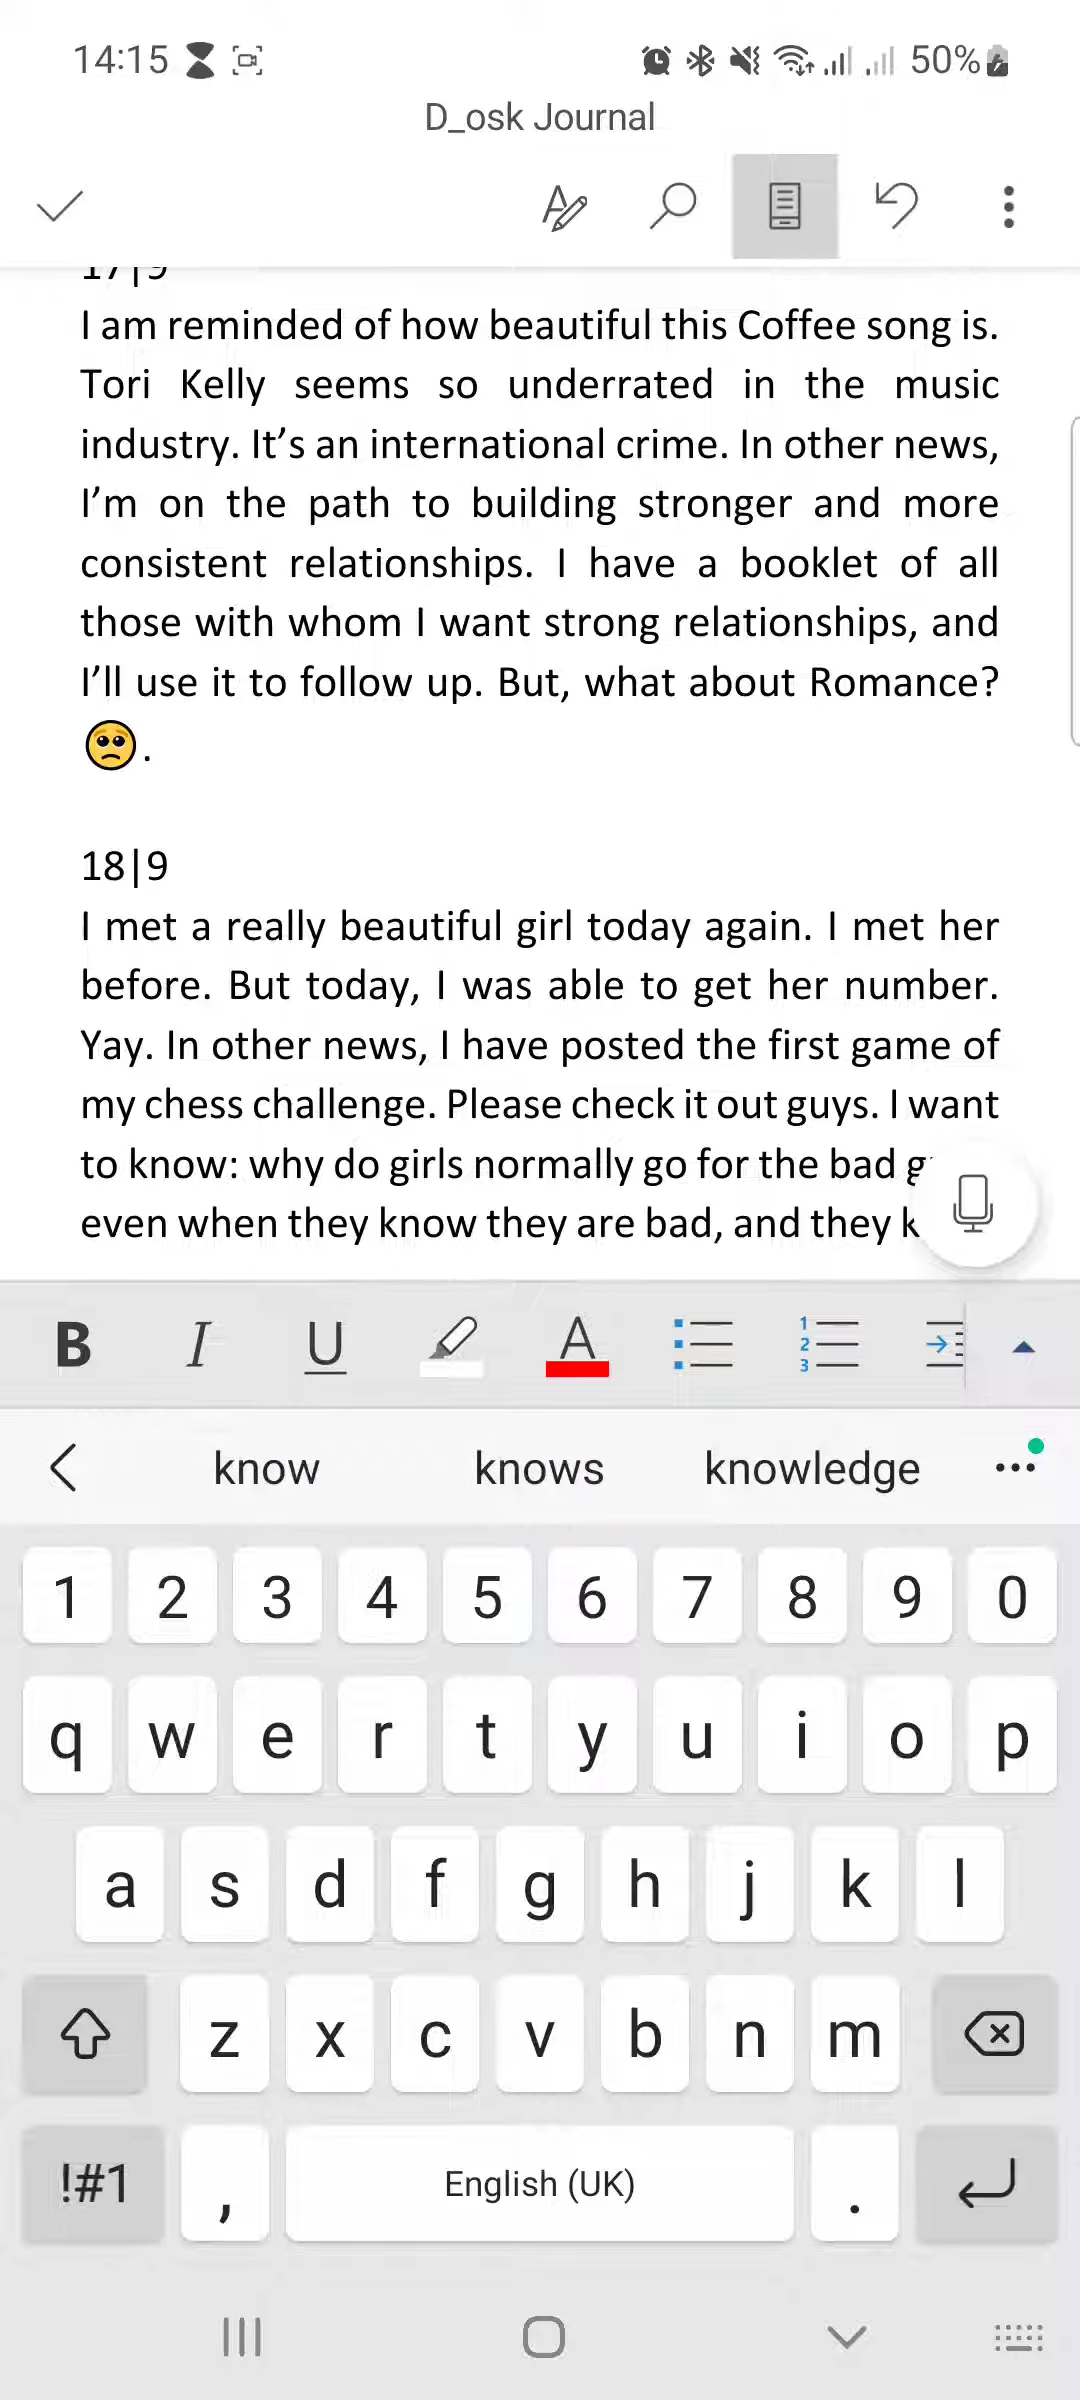 14:15
50%
D_osk Journal
17|9
I am reminded of how beautiful this Coffee song is.
Tori Kelly seems so underrated in the music
industry. It’s an international crime. In other news,
I’m on the path to building stronger and more
consistent relationships. I have a booklet of all
those with whom I want strong relationships, and
I’ll use it to follow up. But, what about Romance?
🥺.
18|9
I met a really beautiful girl today again. I met her
before. But today, I was able to get her number.
Yay. In other news, I have posted the first game of
my chess challenge. Please check it out guys. I want
to know: why do girls normally go for the bad
even when they know they are bad, and they k
B I U A
know knows knowledge
1 2 3 4 5 6 7 8 9 0
q w e r t y u i o p
a s d f g h j k l
z x c v b n m
!#1 , English (UK) .